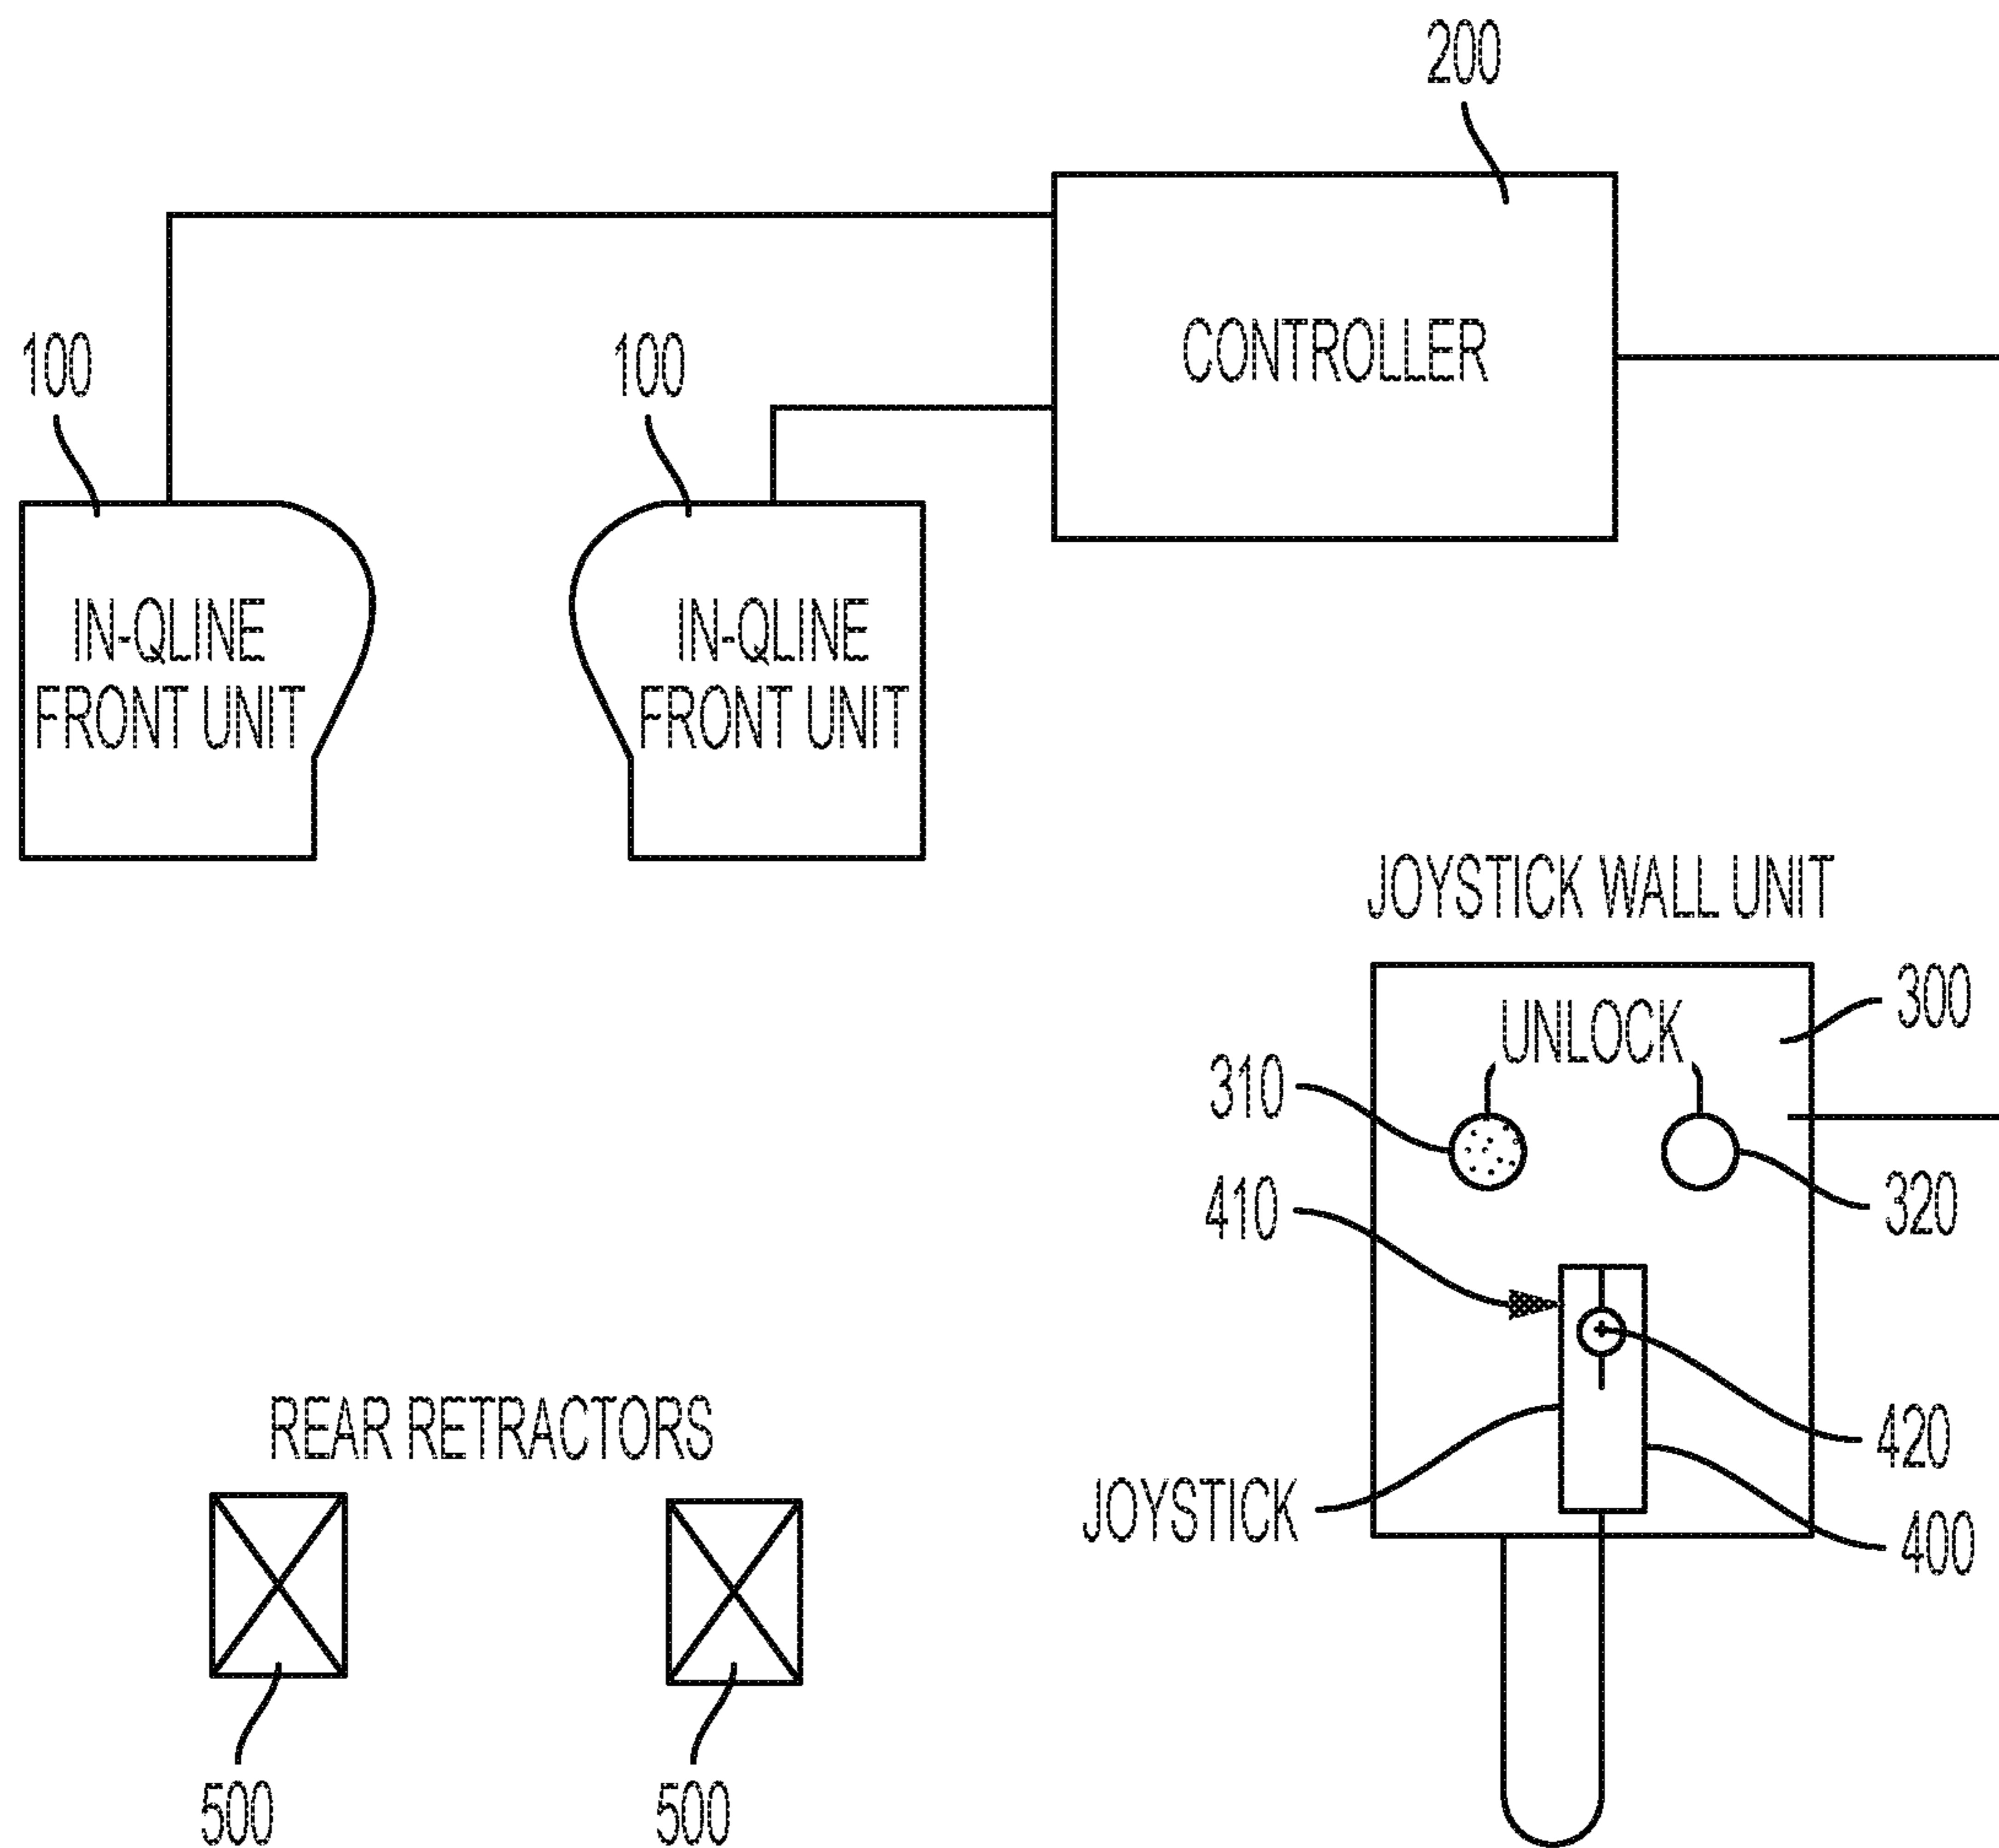 200
CONTROLLER
100
100
IN-QLINE
FRONT UNIT
IN-QLINE
FRONT UNIT
JOYSTICK WALL UNIT
300
UNLOCK
310
320
410
420
JOYSTICK
400
REAR RETRACTORS
500
500